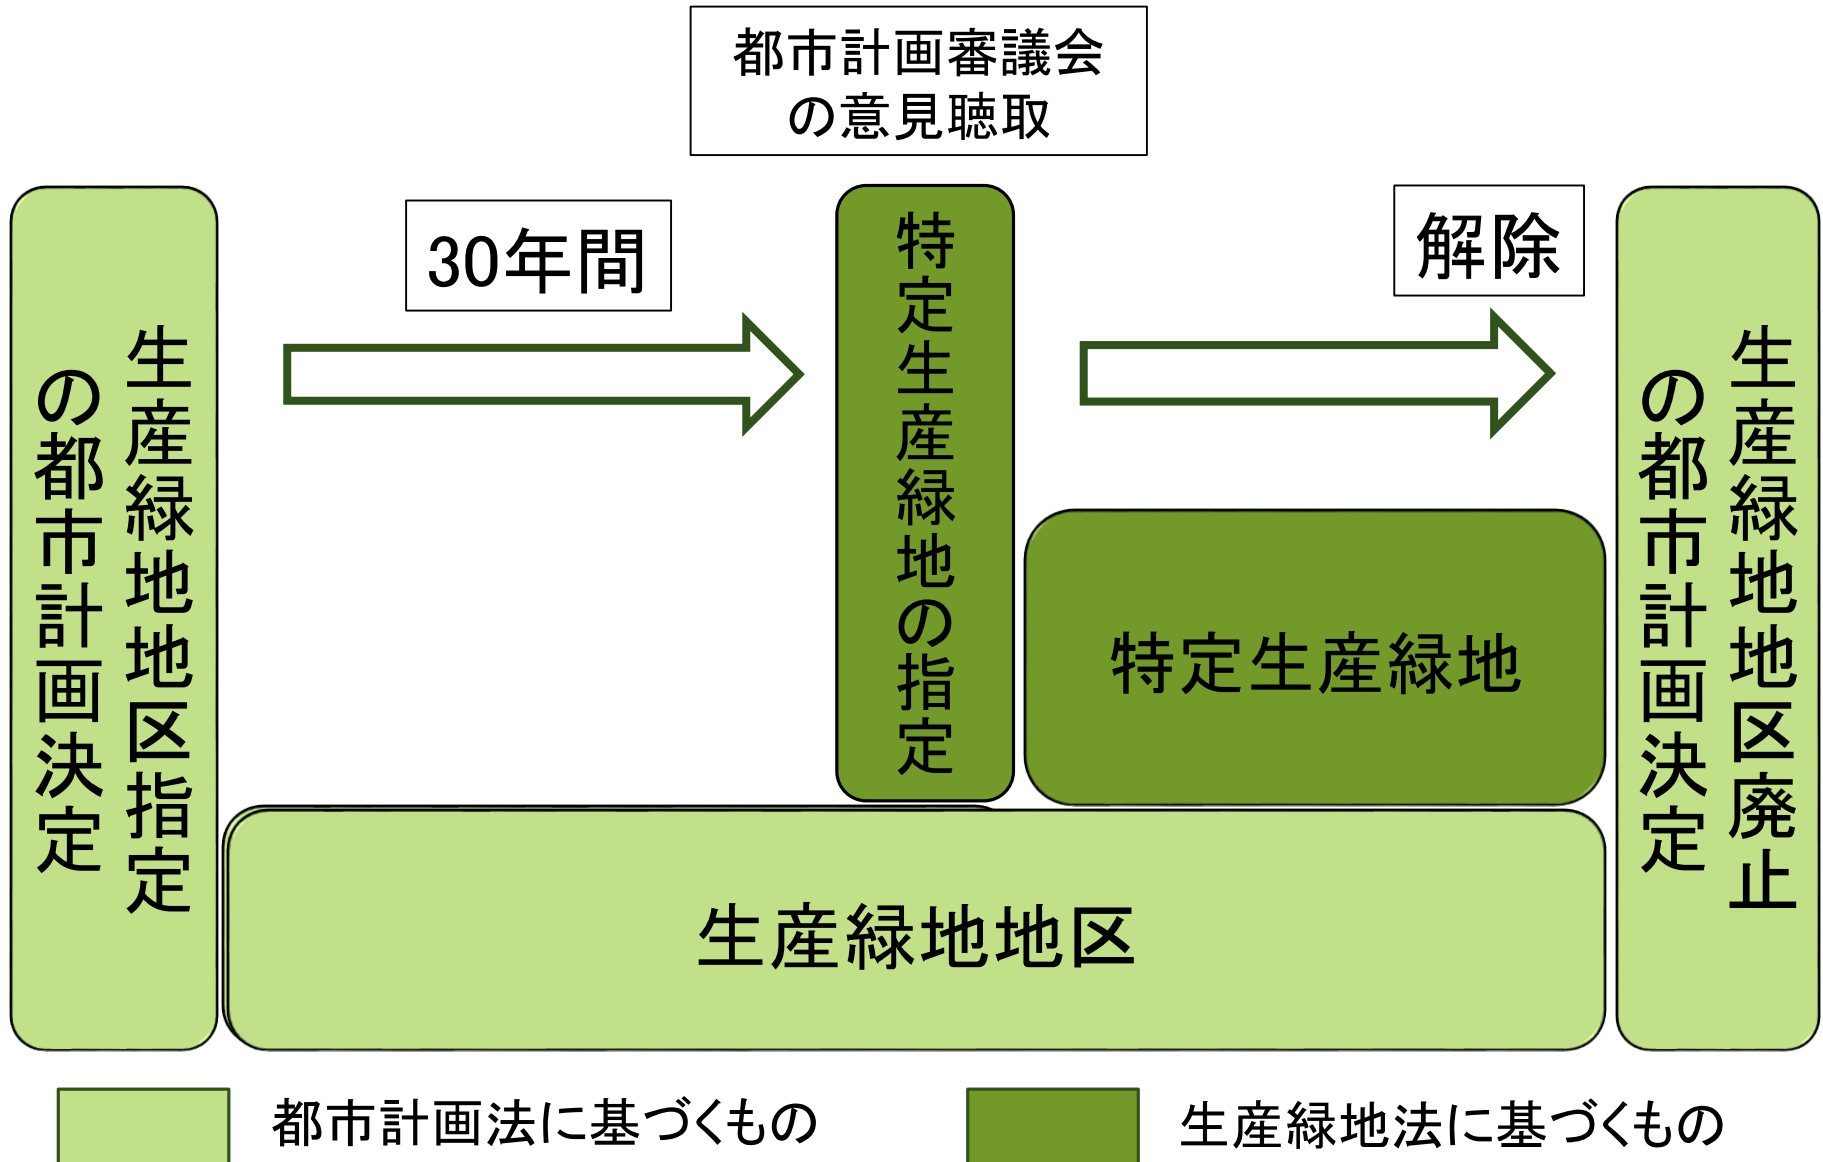 都市計画審議会
の意見聴取
生産緑地地区指定
の都市計画決定
30年間
特定生産緑地の指定
解除
生産緑地地区廃止
の都市計画決定
特定生産緑地
生産緑地地区
都市計画法に基づくもの
生産緑地法に基づくもの